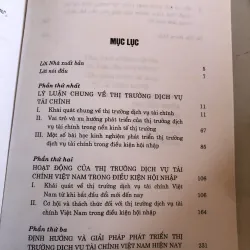 MỤC LỤC
Lời Nhà xuất bản 5
Lời nói đầu 7
Phần thứ nhất
LÝ LUẬN CHUNG VỀ THỊ TRƯỜNG DỊCH VỤ
TÀI CHÍNH 11
I - Khái quát chung về thị trường dịch vụ tài chính 11
II - Vai trò và xu hướng phát triển của thị trường dịch
vụ tài chính trong nền kinh tế thị trường
III - Một số bài học kinh nghiệm phát triển thị trường
dịch vụ tài chính trong điều kiện hội nhập
Phần thứ hai
HOẠT ĐỘNG CỦA THỊ TRƯỜNG DỊCH VỤ TÀI
CHÍNH VIỆT NAM TRONG ĐIỀU KIỆN HỘI NHẬP 106
I - Khái quát về thị trường dịch vụ tài chính Việt
Nam từ khi bắt đầu đổi mới đến nay
II - Cơ hội và thách thức đối với thị trường dịch vụ tài
chính Việt Nam trong điều kiện hội nhập
Phần thứ ba
ĐỊNH HƯỚNG VÀ GIẢI PHÁP PHÁT TRIỂN THỊ
TRƯỜNG DỊCH VỤ TÀI CHÍNH VIỆT NAM HIỆN NAY